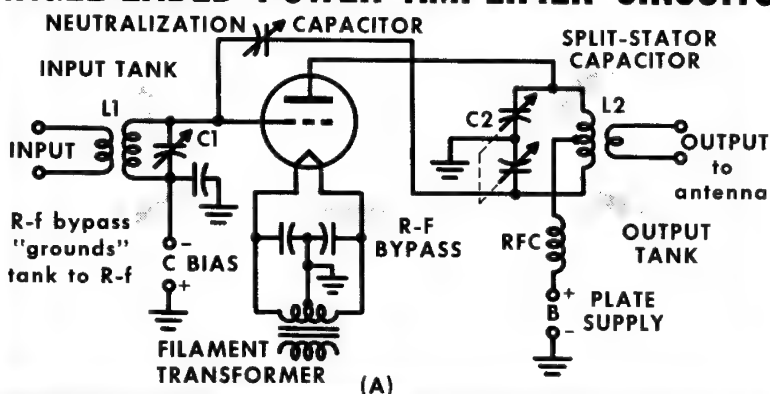 NEUTRALIZATION CAPACITOR
INPUT TANK
SPLIT-STATOR
CAPACITOR
L1
C1
C2
L2
INPUT
OUTPUT
to
antenna
R-f bypass
"grounds"
tank to R-f
-
C BIAS
+
R-F
BYPASS
RFC
OUTPUT
TANK
+
B
-
PLATE
SUPPLY
FILAMENT
TRANSFORMER
(A)